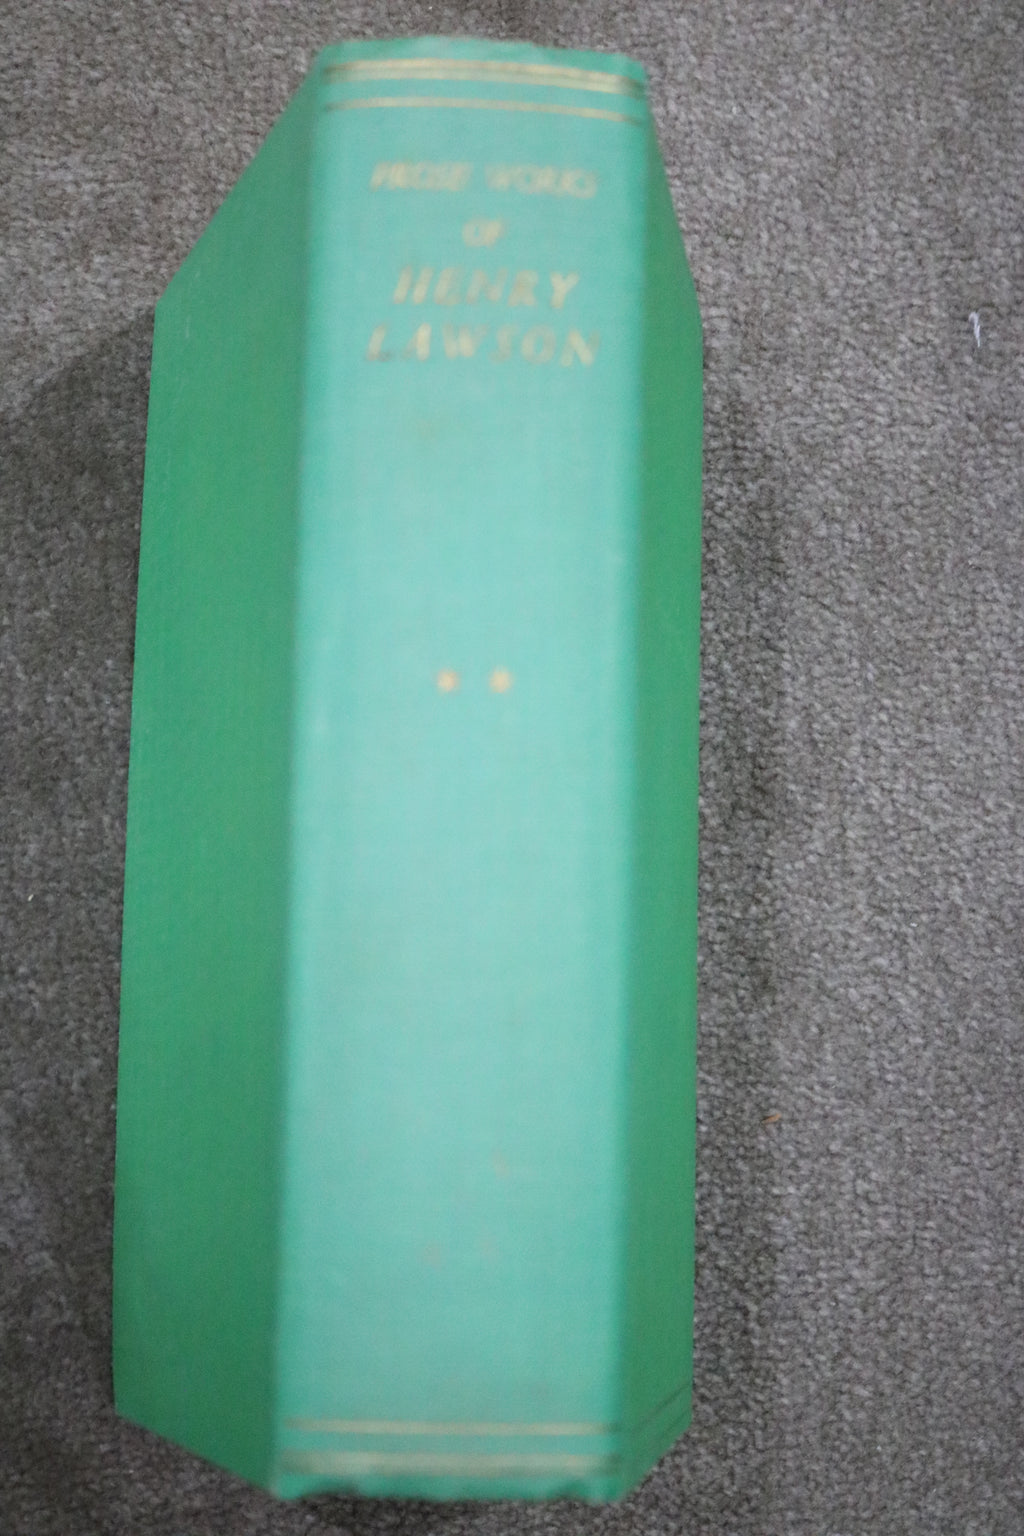 PROSE WORKS
OF
HENRY
LAWSON
* *